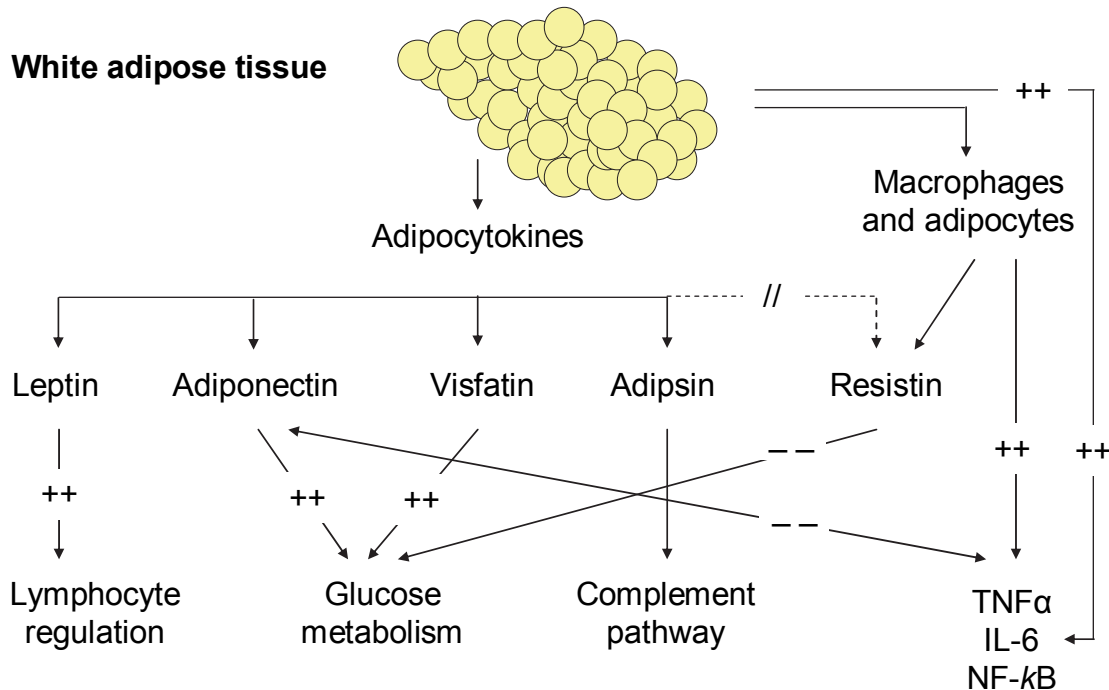 White adipose tissue
++
Macrophages
and adipocytes
Adipocytokines
//
Leptin
Adiponectin
Visfatin
Adipsin
Resistin
++
++
++
– –
– –
++
++
Lymphocyte
regulation
Glucose
metabolism
Complement
pathway
TNFα
IL-6
NF-kB